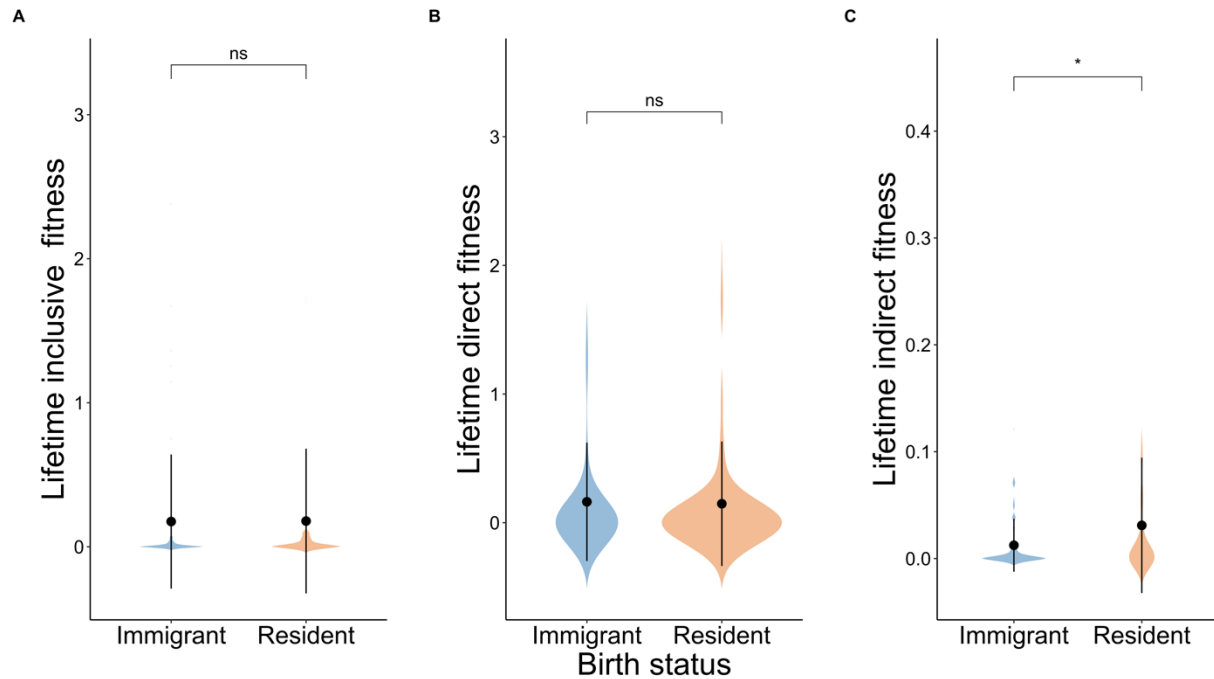 A
ns
Lifetime inclusive fitness
3
2
1
0
Immigrant
Resident
B
ns
Lifetime direct fitness
3
2
1
0
Immigrant
Resident
Birth status
C
*
Lifetime indirect fitness
0.4
0.3
0.2
0.1
0.0
Immigrant
Resident